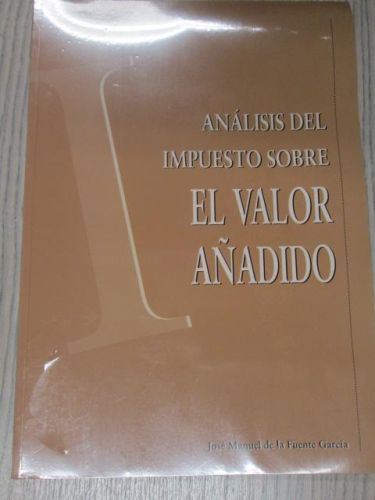 I
ANÁLISIS DEL
IMPUESTO SOBRE
EL VALOR
AÑADIDO
José Manuel de la Fuente García